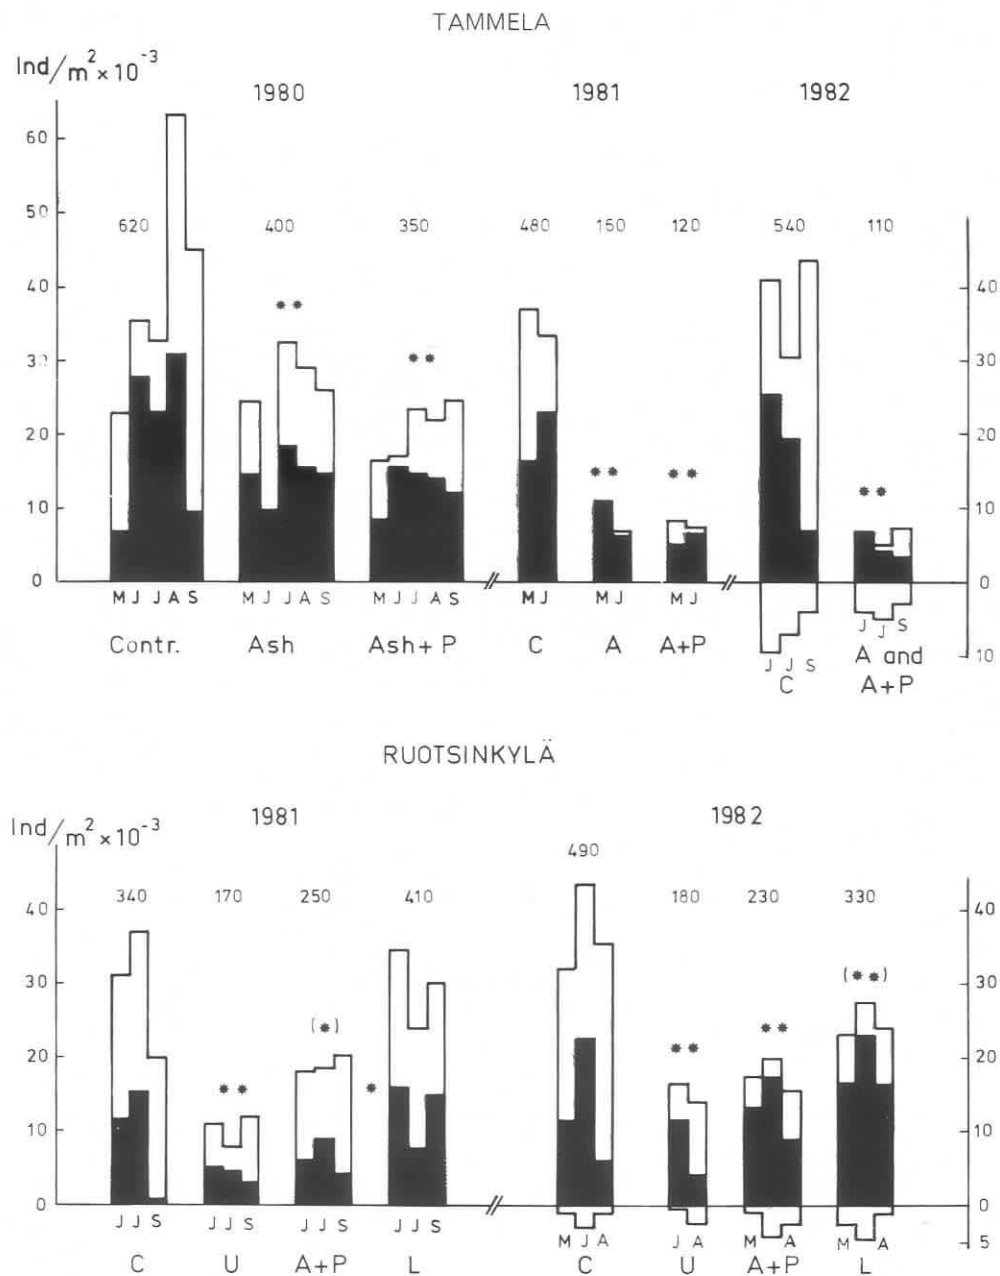 TAMMELA
Ind/m²×10⁻³
1980 1981 1982
60
50
620 400 350 480 150 120 540 110
40 40
** **
30 30
20 20
** ** **
10 10
0 0
M J J A S M J J A S M J J A S M J M J M J J J S J J S
Contr. Ash Ash+P C A A+P C A and
A+P
10
RUOTSINKYLÄ
1981 1982
Ind/m²×10⁻³
490
340 170 250 410 180 230 330
40 40
30 30
(**)
(*)
20 20
** * ** **
10 10
0 0
J J S J J S J J S J J S M J A J A M A M A
5
C U A+P L C U A+P L